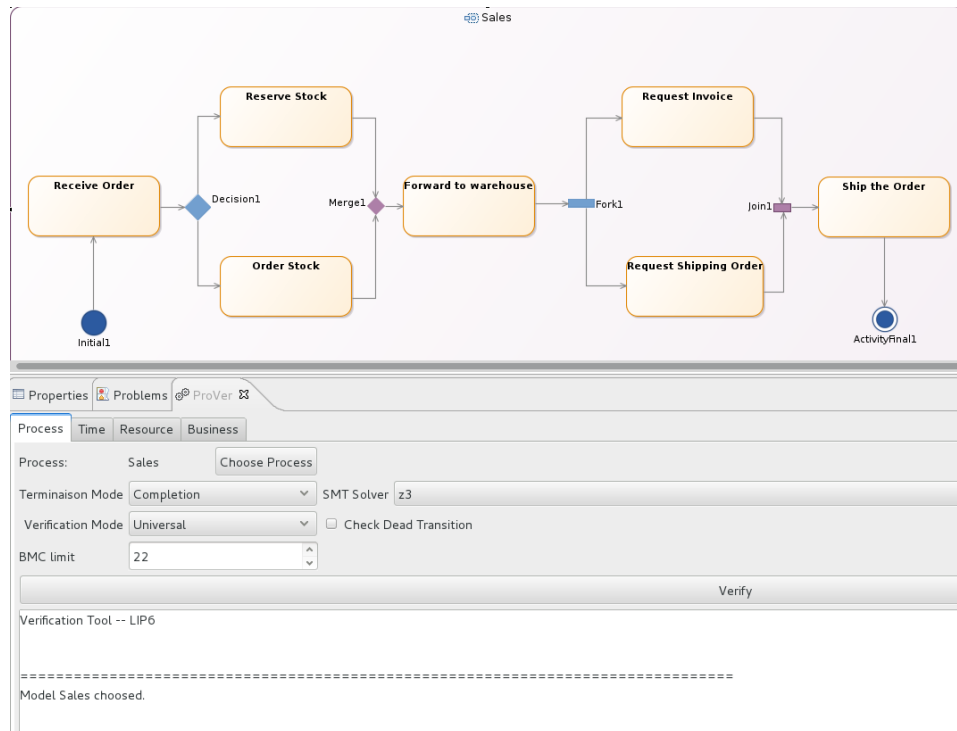 Sales
Reserve Stock
Request Invoice
Receive Order
Decision1
Merge1
Forward to warehouse
Fork1
Join1
Ship the Order
Order Stock
Request Shipping Order
Initial1
ActivityFinal1
Properties Problems ProVer
Process Time Resource Business
Process: Sales Choose Process
Terminaison Mode Completion SMT Solver z3
Verification Mode Universal Check Dead Transition
BMC limit 22
Verify
Verification Tool -- LIP6
================================================================================
Model Sales choosed.